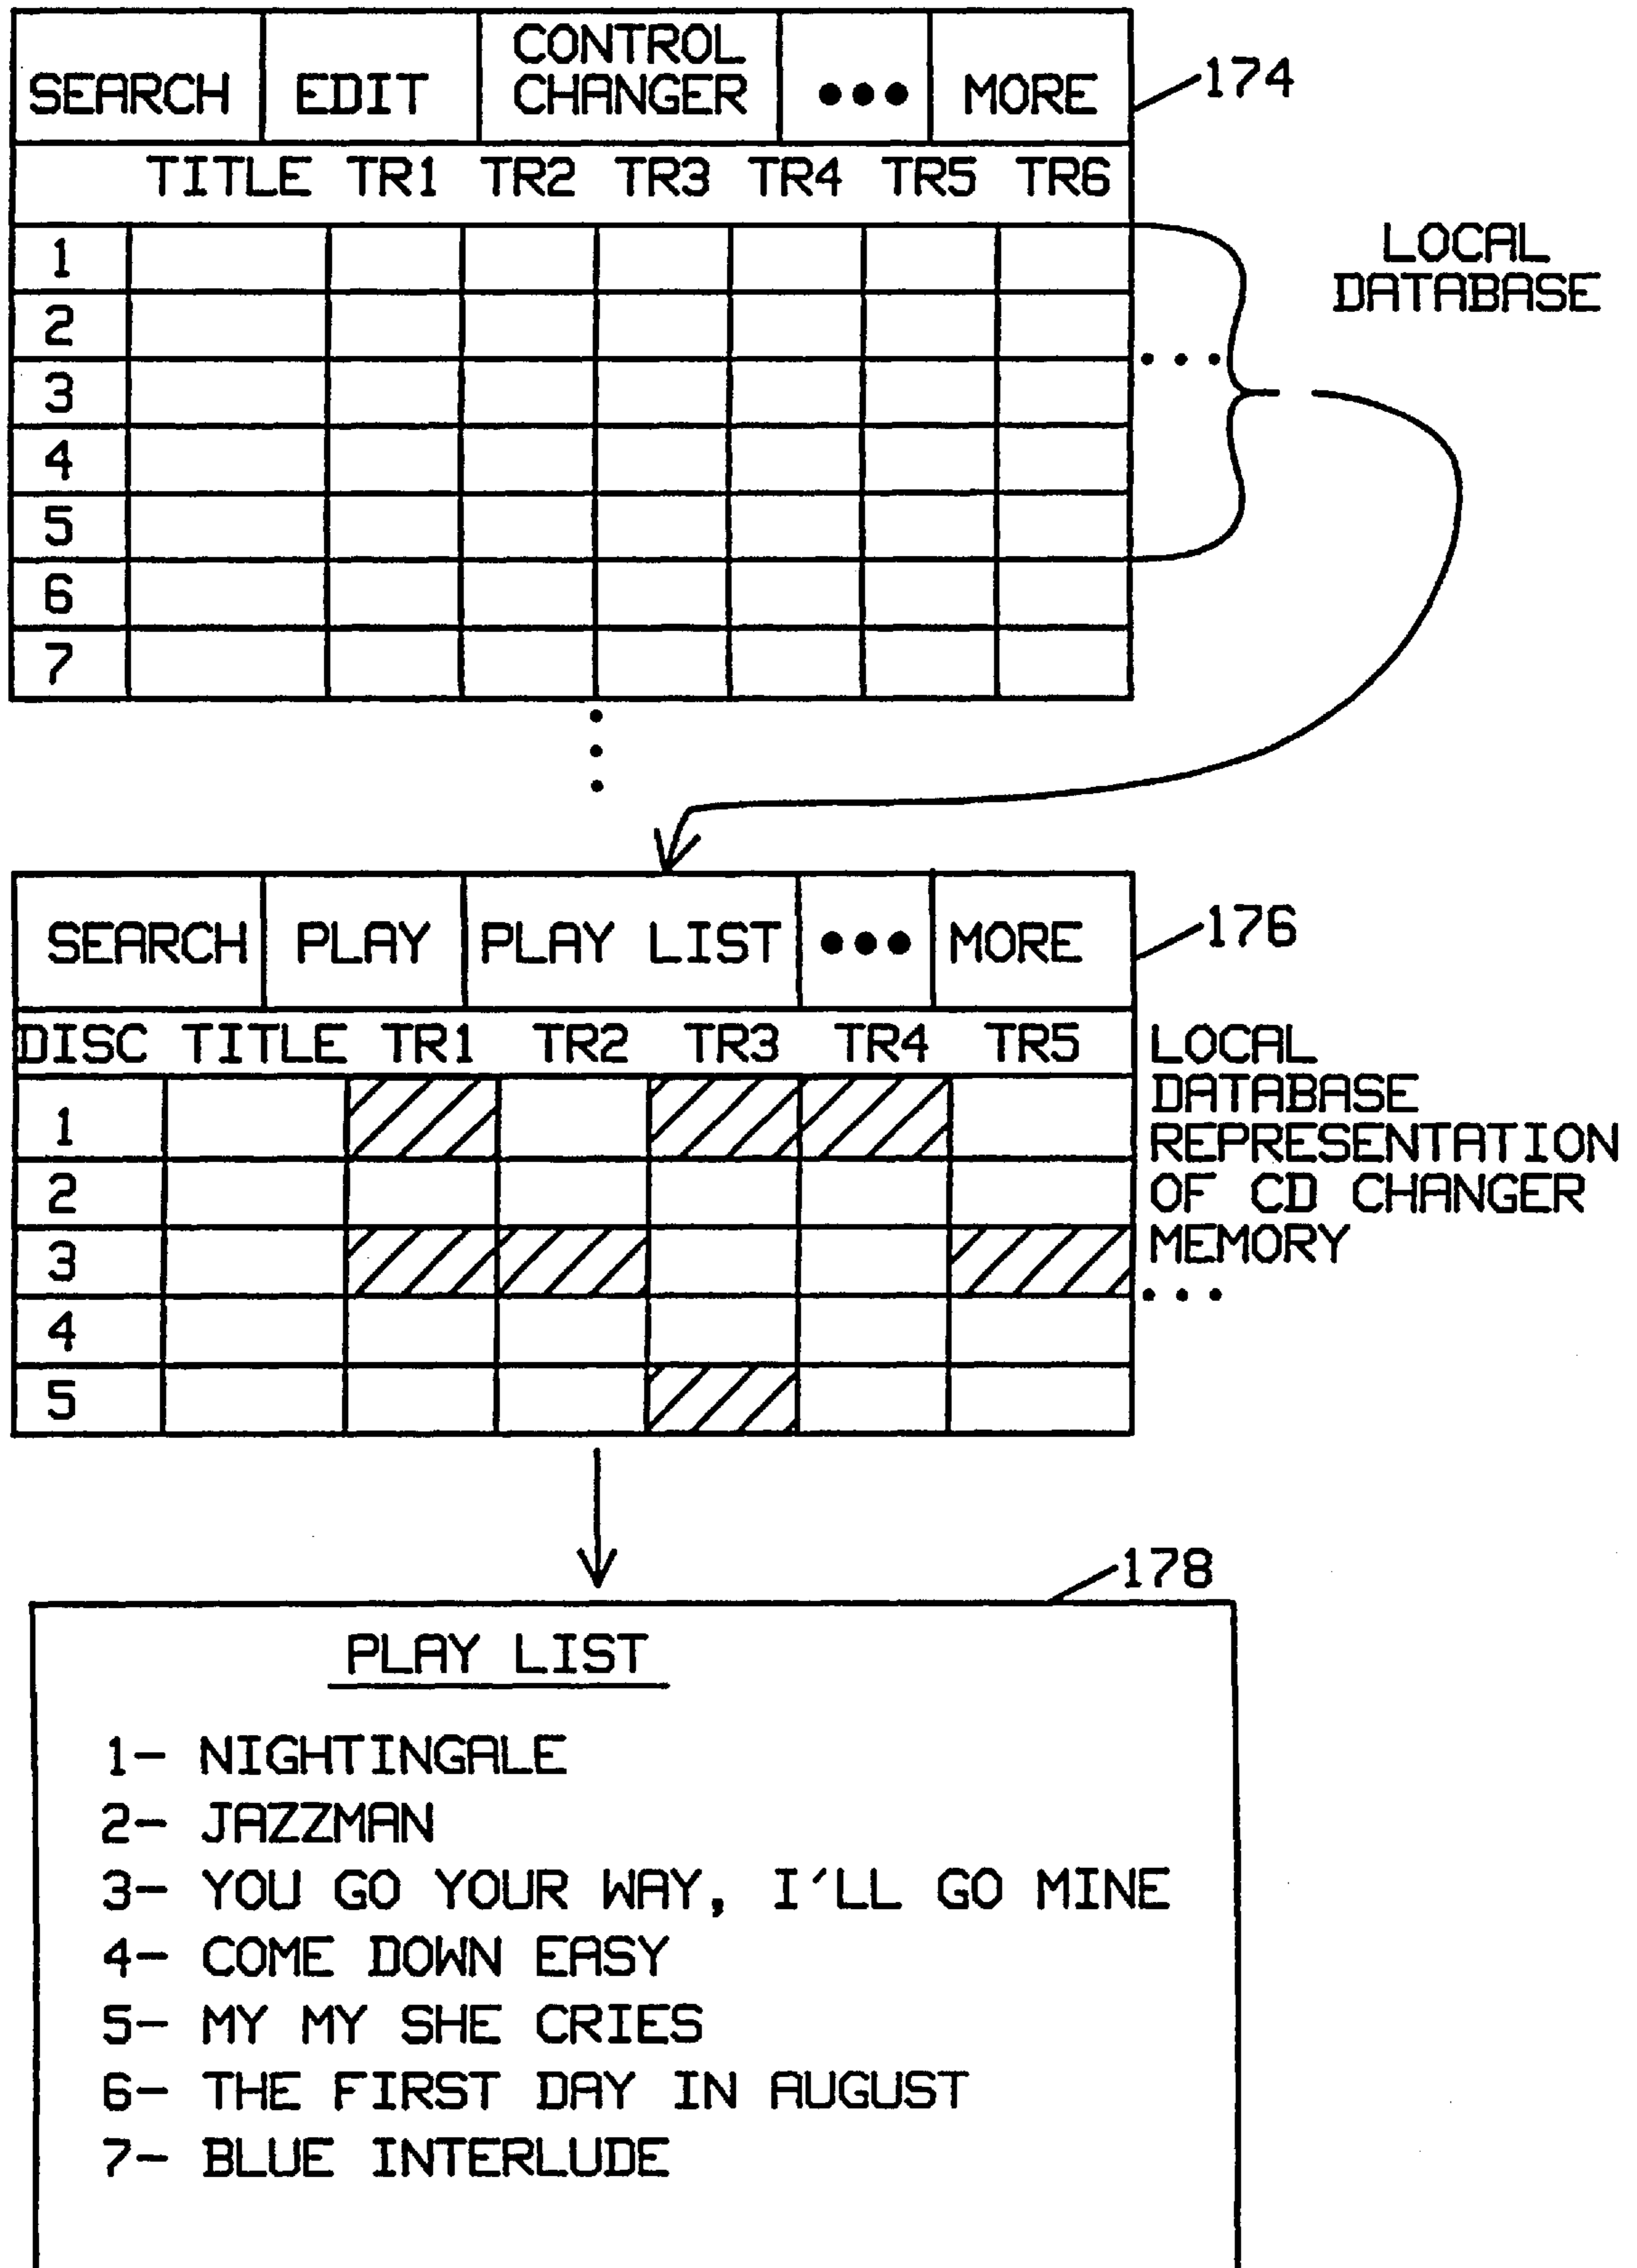 SEARCH EDIT CONTROL CHANGER ••• MORE
174
TITLE TR1 TR2 TR3 TR4 TR5 TR6
1
2
3
4
5
6
7
LOCAL
DATABASE
SEARCH PLAY PLAY LIST ••• MORE
176
DISC TITLE TR1 TR2 TR3 TR4 TR5
1
2
3
4
5
LOCAL
DATABASE
REPRESENTATION
OF CD CHANGER
MEMORY
178
PLAY LIST
1- NIGHTINGALE
2- JAZZMAN
3- YOU GO YOUR WAY, I'LL GO MINE
4- COME DOWN EASY
5- MY MY SHE CRIES
6- THE FIRST DAY IN AUGUST
7- BLUE INTERLUDE